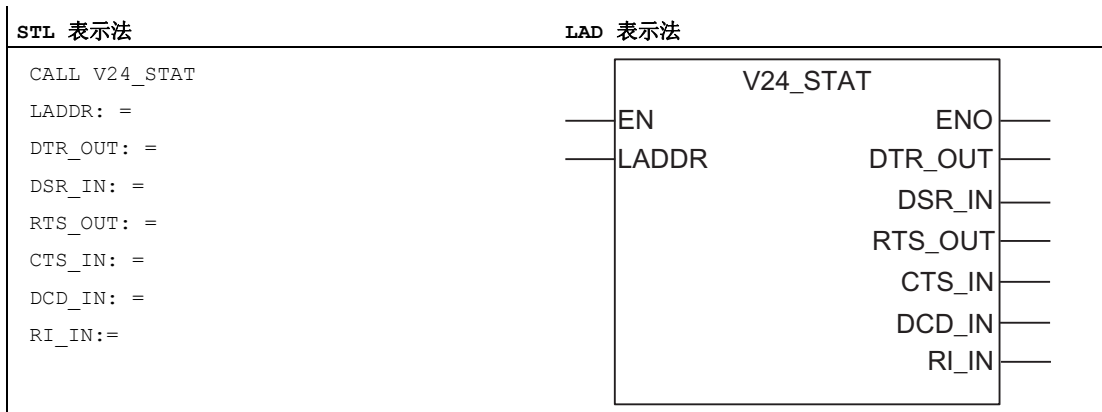 STL 表示法
CALL V24_STAT
LADDR: =
DTR_OUT: =
DSR_IN: =
RTS_OUT: =
CTS_IN: =
DCD_IN: =
RI_IN:=
LAD 表示法
V24_STAT
EN ENO
LADDR DTR_OUT
DSR_IN
RTS_OUT
CTS_IN
DCD_IN
RI_IN